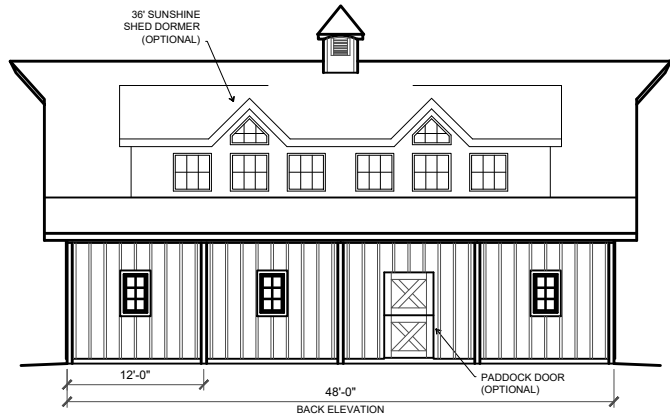 36' SUNSHINE
SHED DORMER
(OPTIONAL)
12'-0"
48'-0"
PADDOCK DOOR
(OPTIONAL)
BACK ELEVATION